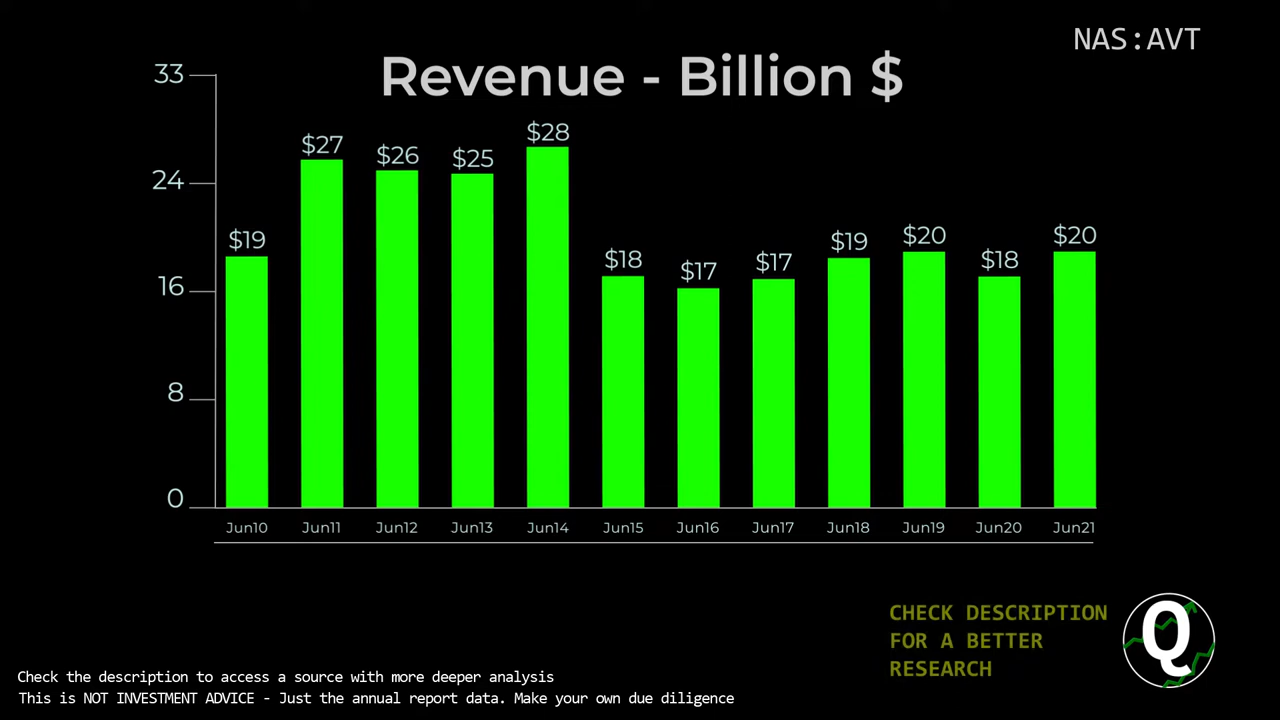 NAS:AVT
Revenue - Billion $
33
24
16
8
0
$19
$27
$26
$25
$28
$18
$17
$17
$19
$20
$18
$20
Jun10 Jun11 Jun12 Jun13 Jun14 Jun15 Jun16 Jun17 Jun18 Jun19 Jun20 Jun21
CHECK DESCRIPTION
FOR A BETTER
RESEARCH
Q
Check the description to access a source with more deeper analysis
This is NOT INVESTMENT ADVICE - Just the annual report data. Make your own due diligence